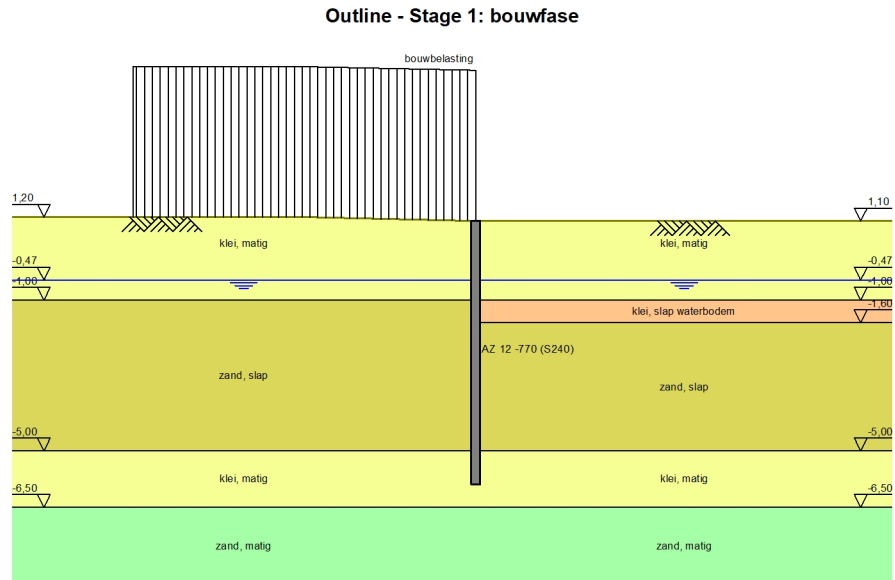 Outline - Stage 1: bouwfase
bouwbelasting
1,20
1,10
klei, matig
klei, matig
-0,47
-0,47
-1,00
-1,00
klei, slap waterbodem
-1,60
AZ 12 -770 (S240)
zand, slap
zand, slap
-5,00
-5,00
klei, matig
klei, matig
-6,50
-6,50
zand, matig
zand, matig